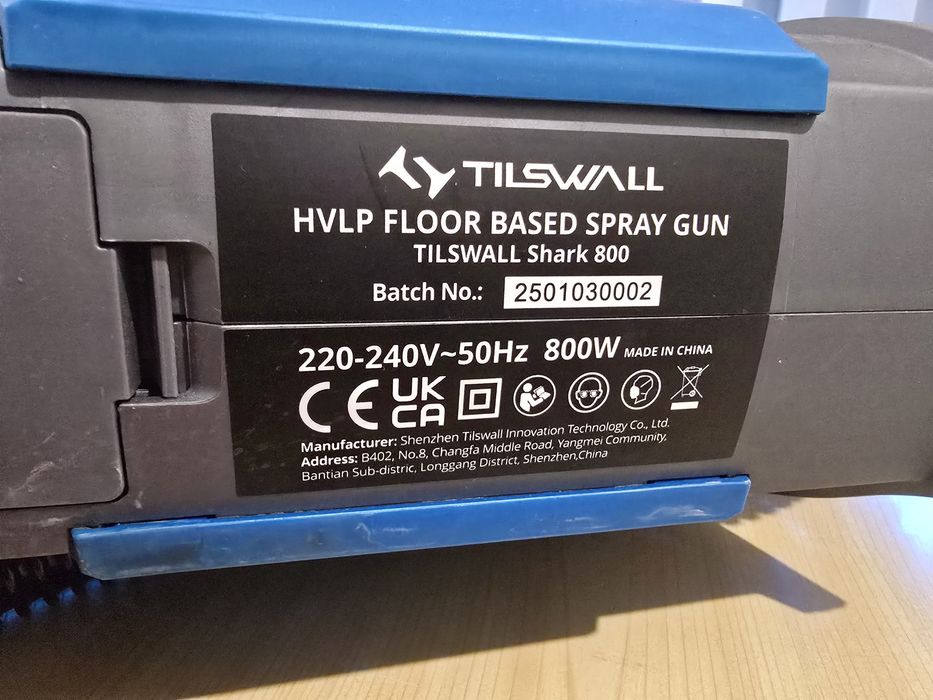 TILSWALL
HVLP FLOOR BASED SPRAY GUN
TILSWALL Shark 800
Batch No.: 2501030002
220-240V~50Hz 800W MADE IN CHINA
CE UK CA
Manufacturer: Shenzhen Tilswall Innovation Technology Co., Ltd.
Address: B402, No.8, Changfa Middle Road, Yangmei Community,
Bantian Sub-distric, Longgang District, Shenzhen,China